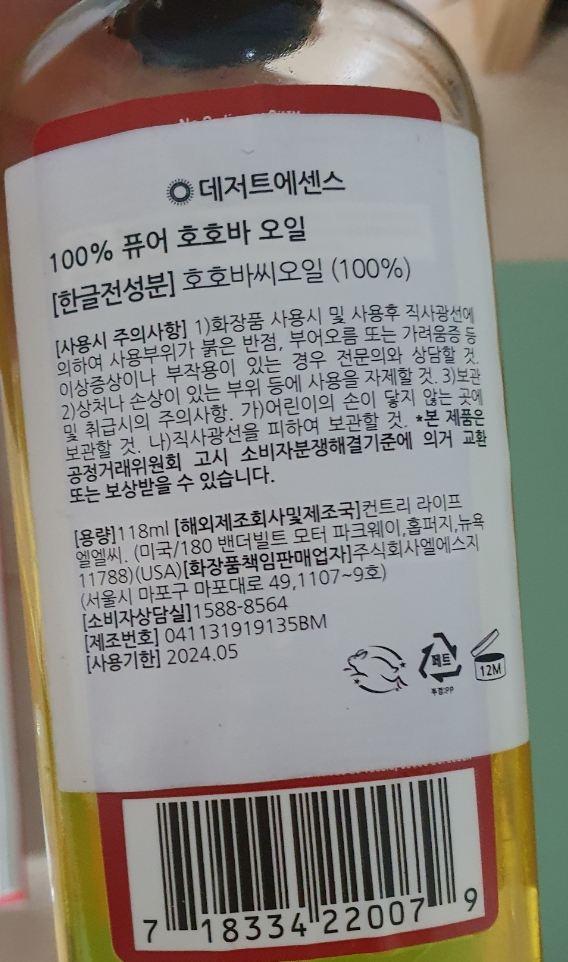 데저트에센스
100% 퓨어 호호바 오일
[한글전성분] 호호바씨오일 (100%)
[사용시 주의사항] 1)화장품 사용시 및 사용후 직사광선에
의하여 사용부위가 붉은 반점, 부어오름 또는 가려움증 등
이상증상이나 부작용이 있는 경우 전문의와 상담할 것.
2)상처나 손상이 있는 부위 등에 사용을 자제할 것. 3)보관
및 취급시의 주의사항. 가)어린이의 손이 닿지 않는 곳에
보관할 것. 나)직사광선을 피하여 보관할 것. *본 제품은
공정거래위원회 고시 소비자분쟁해결기준에 의거 교환
또는 보상받을 수 있습니다.
[용량]118ml [해외제조회사및제조국]컨트리 라이프
엘엘씨. (미국/180 밴더빌트 모터 파크웨이,홉퍼지,뉴욕
11788)(USA)[화장품책임판매업자]주식회사엘에스지
(서울시 마포구 마포대로 49,1107~9호)
[소비자상담실]1588-8564
[제조번호] 041131919135BM
[사용기한] 2024.05
페트
뚜껑:PP
12M
7 18334 22007 9